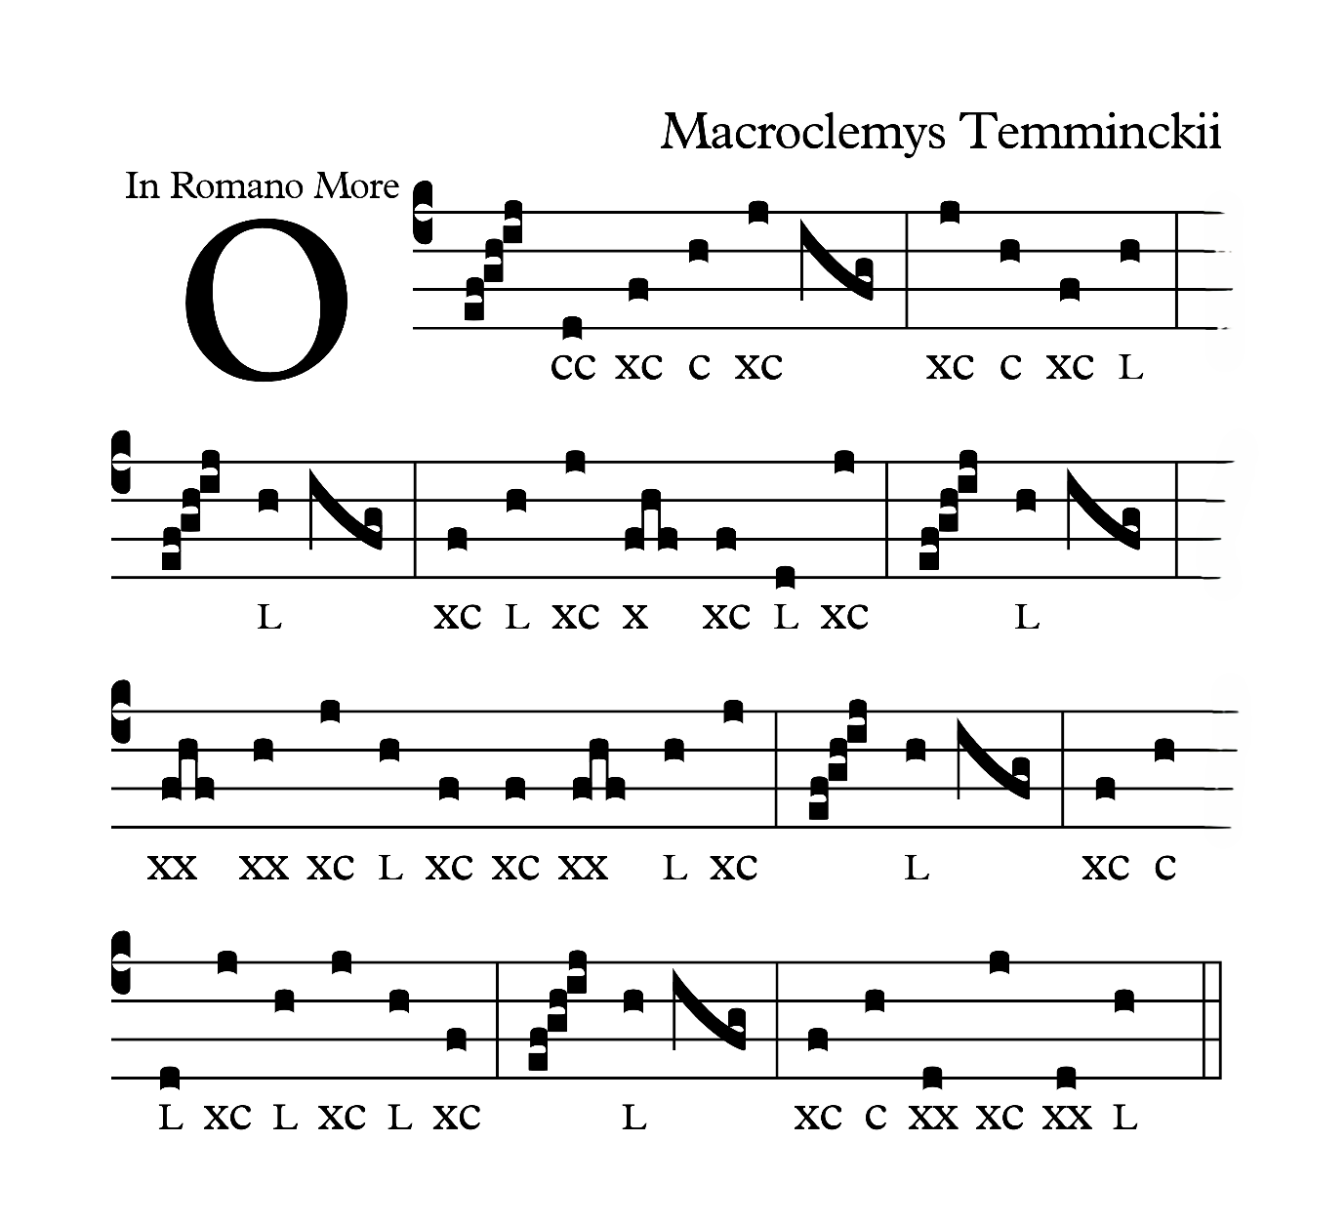 Macroclemys Temminckii
In Romano More
O
CC XC C XC XC C XC L
L XC L XC X XC L XC L
XX XX XC L XC XC XX L XC L XC C
L XC L XC L XC L XC C XX XC XX L